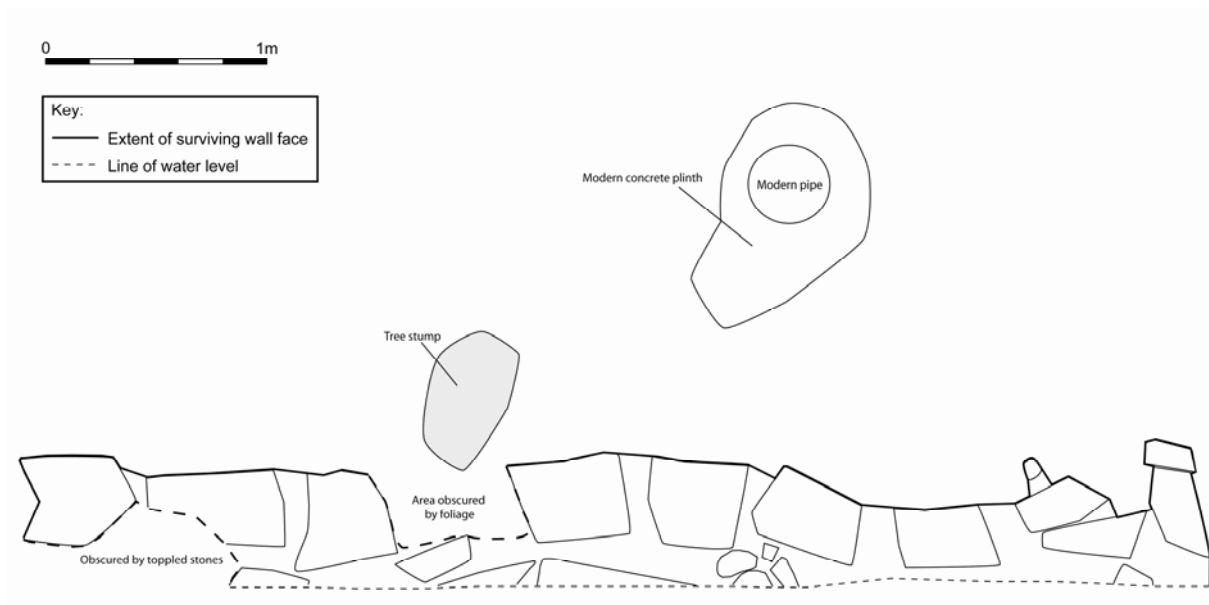 0 1m
Key:
Extent of surviving wall face
Line of water level
Modern concrete plinth
Modern pipe
Tree stump
Area obscured
by foliage
Obscured by toppled stones